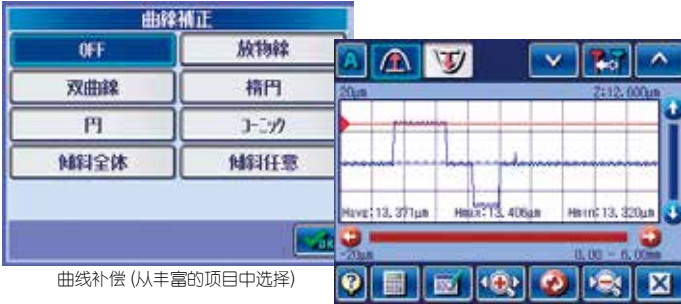 曲線補正
OFF
放物線
双曲線
楕円
円
コーニック
傾斜全体
傾斜任意
OK
曲线补偿 (从丰富的项目中选择)
A
20μm
Z:12.600μm
Have:13.371μm
Hmax:13.406μm
Hmin:13.320μm
-20μm
0.00 - 6.00mm